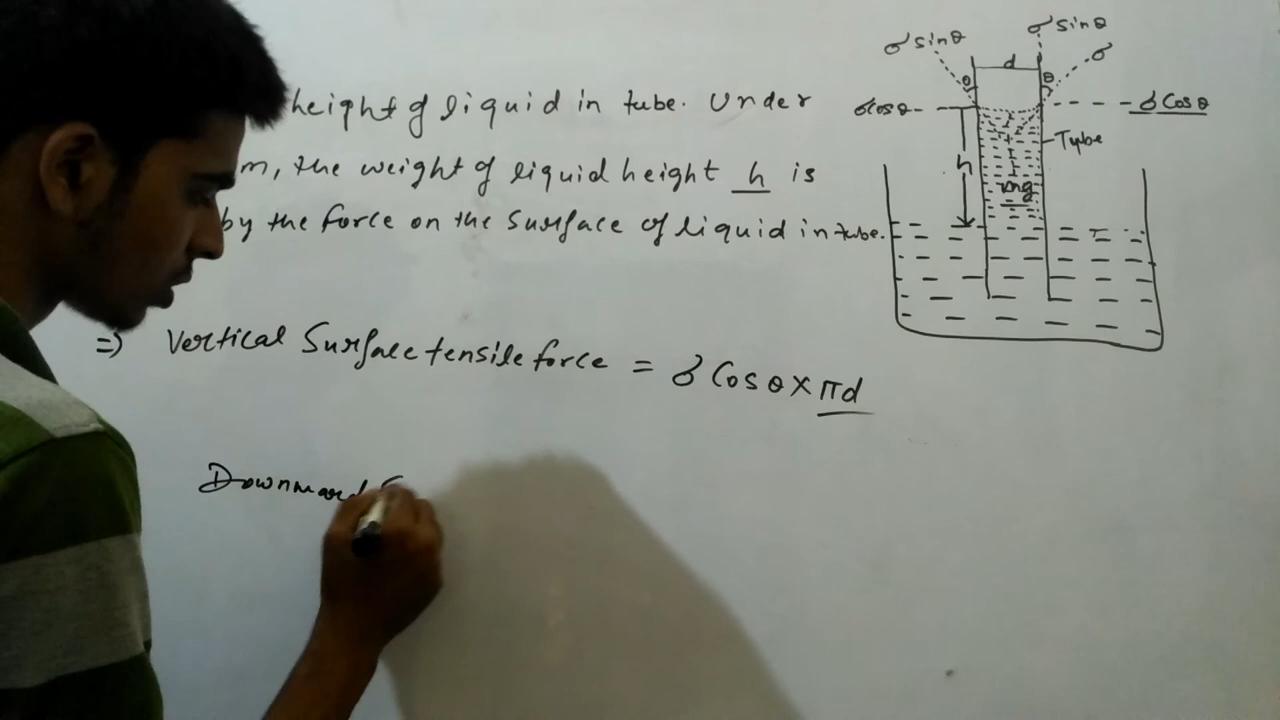 height of liquid in tube. Under
m, the weight of liquid height h is
by the force on the surface of liquid in tube.
=> Vertical Surface tensile force = σ Cos θ × πd
Downward
σ sinθ
σ sinθ
d
σ
θ
θ
σcosθ
σ Cos θ
h
Tube
mg